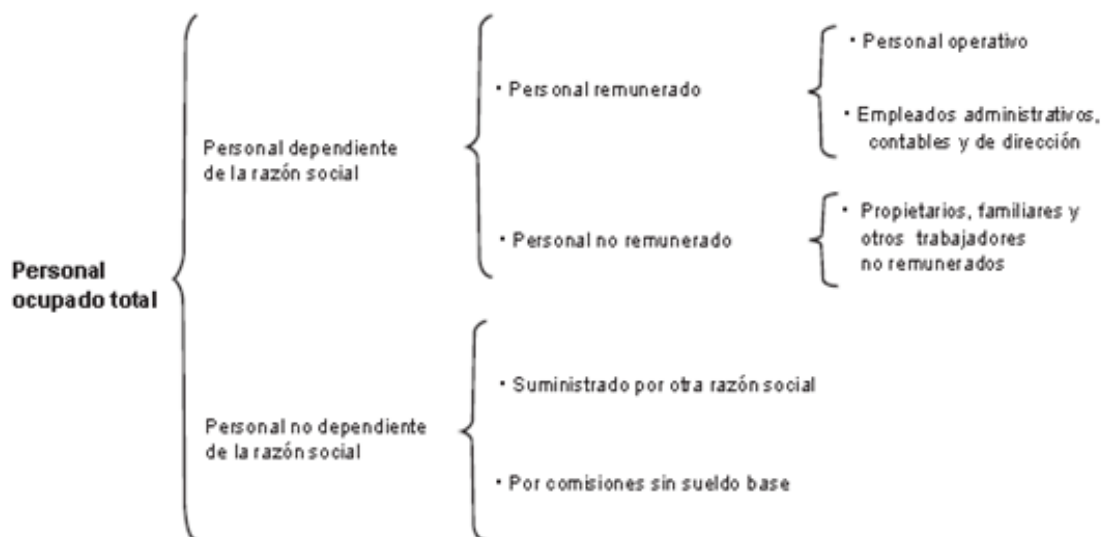 Personal
ocupado total
Personal dependiente
de la razón social
· Personal remunerado
· Personal operativo
· Empleados administrativos,
contables y de dirección
· Personal no remunerado
· Propietarios, familiares y
otros trabajadores
no remunerados
Personal no dependiente
de la razón social
· Suministrado por otra razón social
· Por comisiones sin sueldo base